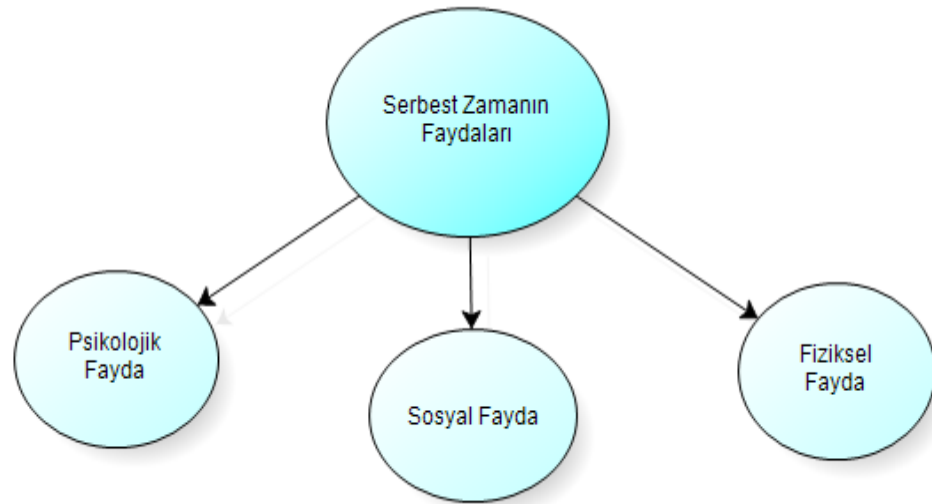 Serbest Zamanın
Faydaları
Psikolojik
Fayda
Sosyal Fayda
Fiziksel
Fayda